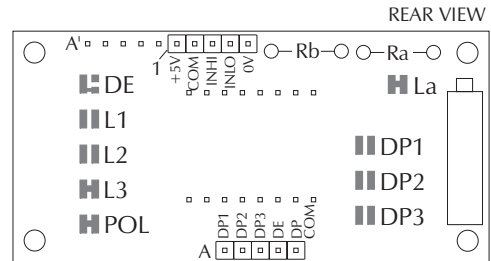 REAR VIEW
A'
1
+5V
COM
INHI
INLO
0V
Rb
Ra
DE
La
L1
L2
L3
POL
DP1
DP2
DP3
A
DP1
DP2
DP3
DE
DP
COM